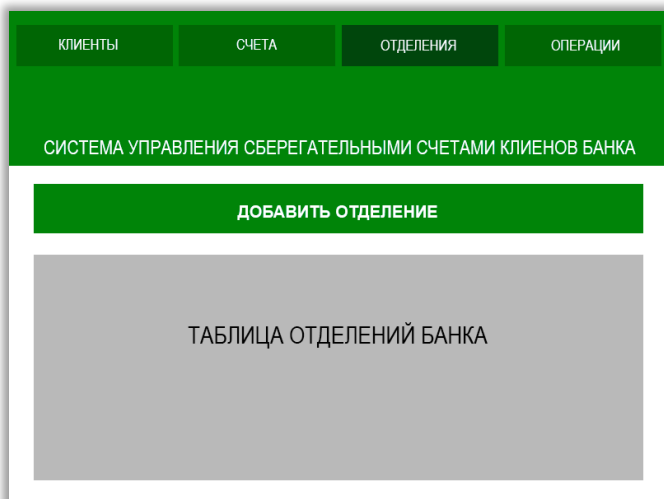 КЛИЕНТЫ СЧЕТА ОТДЕЛЕНИЯ ОПЕРАЦИИ
СИСТЕМА УПРАВЛЕНИЯ СБЕРЕГАТЕЛЬНЫМИ СЧЕТАМИ КЛИЕНОВ БАНКА
ДОБАВИТЬ ОТДЕЛЕНИЕ
ТАБЛИЦА ОТДЕЛЕНИЙ БАНКА